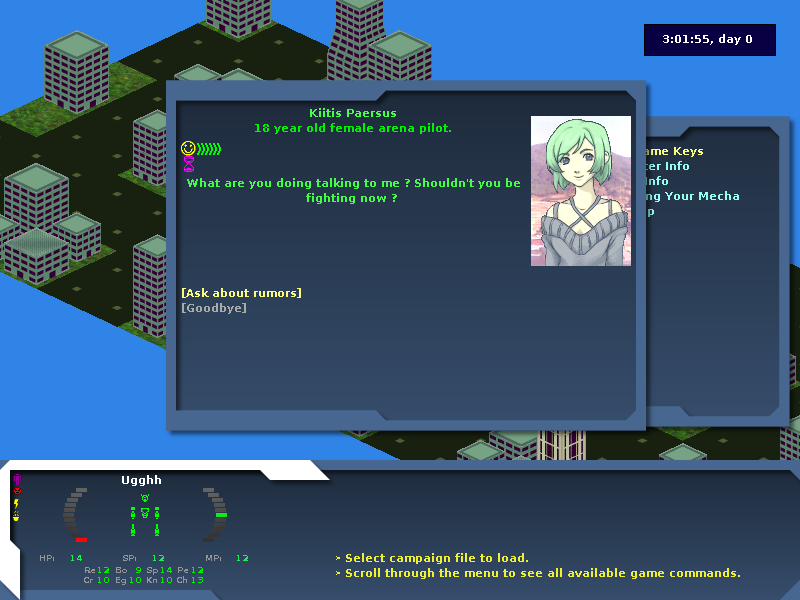 3:01:55, day 0
Kiitis Paersus
18 year old female arena pilot.
What are you doing talking to me ? Shouldn't you be
fighting now ?
[Ask about rumors]
[Goodbye]
ame Keys
ter Info
Info
ng Your Mecha
p
Ugghh
HP: 14 SP: 12 MP: 12
Re 12 Bo 9 Sp 14 Pe 12
Cr 10 Eg 10 Kn 10 Ch 13
> Select campaign file to load.
> Scroll through the menu to see all available game commands.